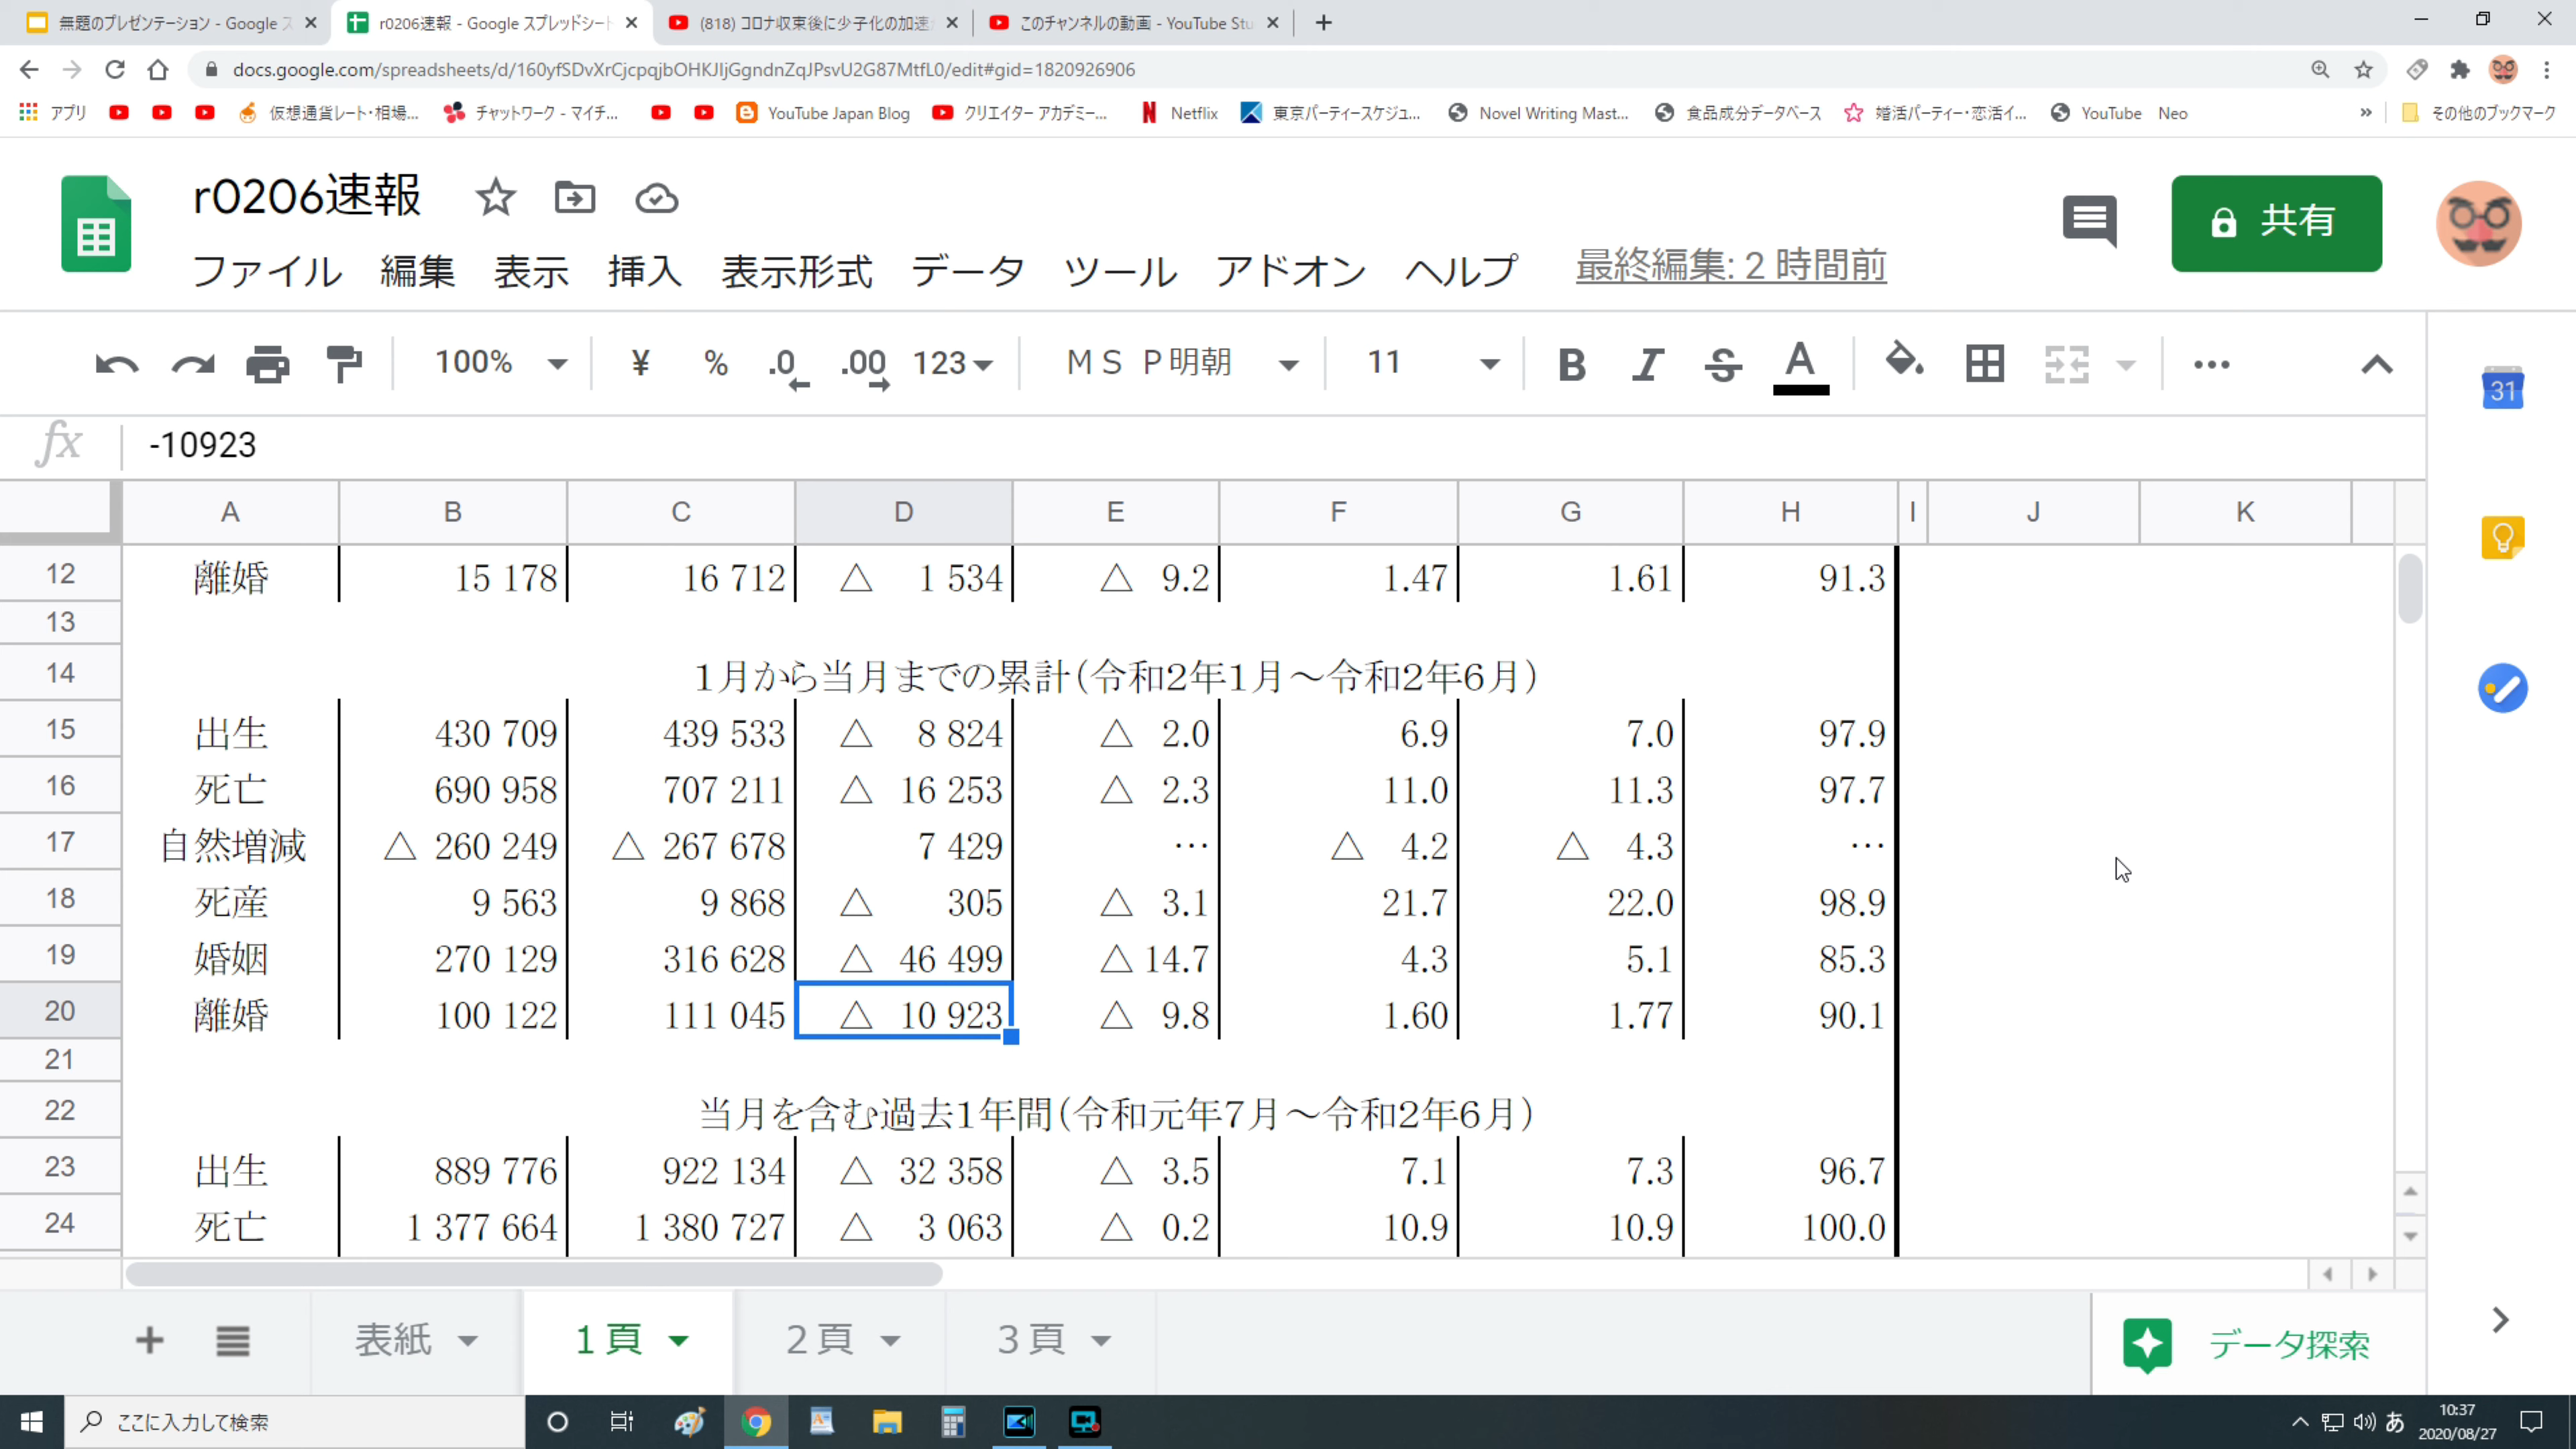 無題のプレゼンテーション - Google ス
r0206速報 - Google スプレッドシート
(818) コロナ収束後に少子化の加速
このチャンネルの動画 - YouTube Stu
docs.google.com/spreadsheets/d/160yfSDvXrCjcpqjbOHKJIjGgndnZqJPsvU2G87MtfL0/edit#gid=1820926906
アプリ 仮想通貨レート・相場... チャットワーク - マイチ... YouTube Japan Blog クリエイター アカデミー... Netflix 東京パーティースケジュ... Novel Writing Mast... 食品成分データベース 婚活パーティー・恋活イ... YouTube Neo » その他のブックマーク
r0206速報
共有
ファイル 編集 表示 挿入 表示形式 データ ツール アドオン ヘルプ 最終編集: 2 時間前
100% ¥ % .0 .00 123 ＭＳ Ｐ明朝 11 B I S A ...
31
fx -10923
A B C D E F G H I J K
12 離婚 15 178 16 712 △ 1 534 △ 9.2 1.47 1.61 91.3
13
14 1月から当月までの累計(令和2年1月～令和2年6月)
15 出生 430 709 439 533 △ 8 824 △ 2.0 6.9 7.0 97.9
16 死亡 690 958 707 211 △ 16 253 △ 2.3 11.0 11.3 97.7
17 自然増減 △ 260 249 △ 267 678 7 429 … △ 4.2 △ 4.3 …
18 死産 9 563 9 868 △ 305 △ 3.1 21.7 22.0 98.9
19 婚姻 270 129 316 628 △ 46 499 △ 14.7 4.3 5.1 85.3
20 離婚 100 122 111 045 △ 10 923 △ 9.8 1.60 1.77 90.1
21
22 当月を含む過去1年間(令和元年7月～令和2年6月)
23 出生 889 776 922 134 △ 32 358 △ 3.5 7.1 7.3 96.7
24 死亡 1 377 664 1 380 727 △ 3 063 △ 0.2 10.9 10.9 100.0
表紙 1頁 2頁 3頁 データ探索
ここに入力して検索
あ 10:37
2020/08/27